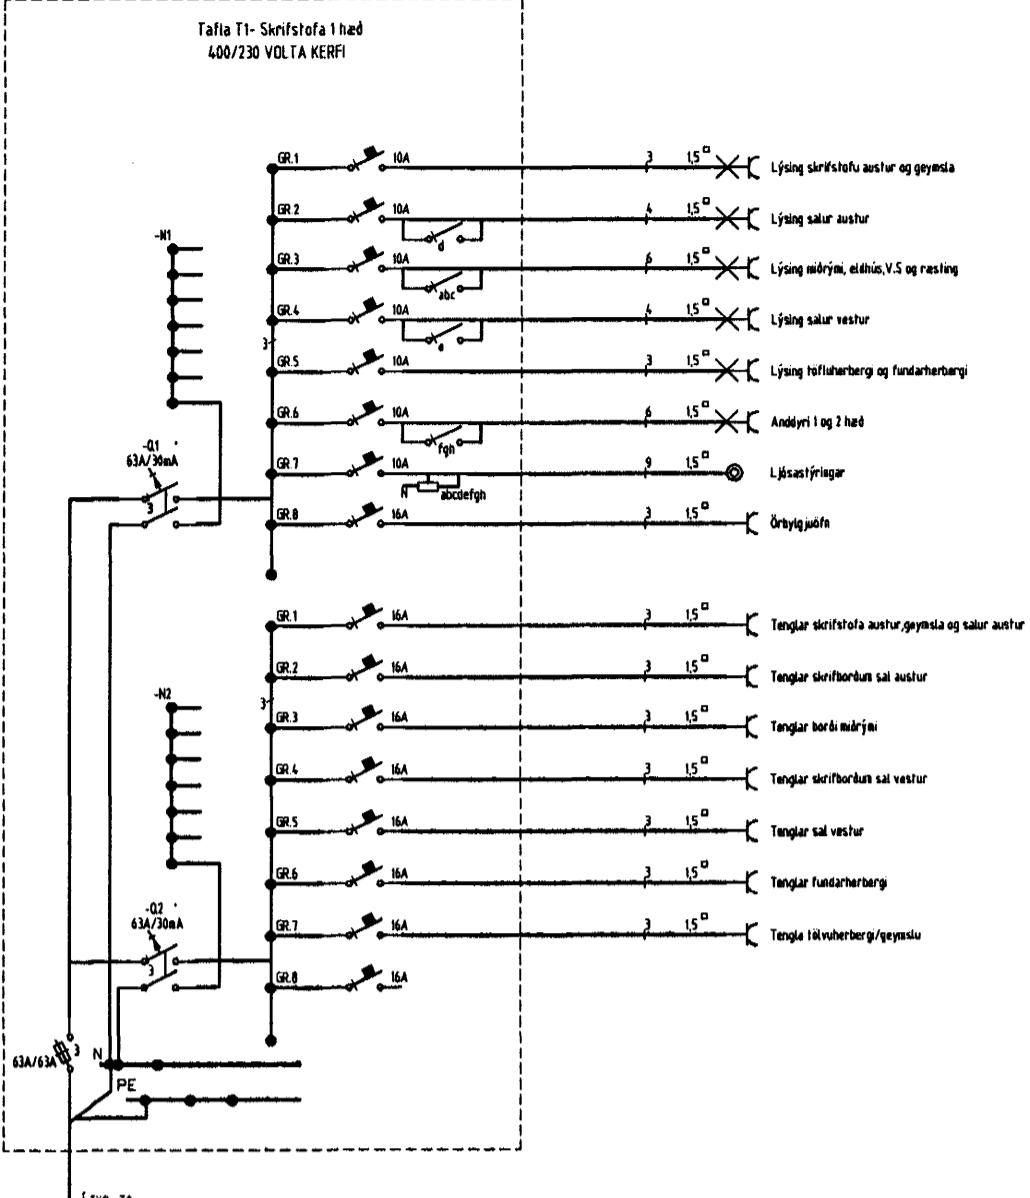 Tafla T1- Skrifstofa 1 hæð
400/230 VOLTA KERFI
GR.1 10A 3 1,5 Lýsing skrifstofu austur og geymsla
GR.2 10A d 4 1,5 Lýsing salur austur
-N1
GR.3 10A abc 6 1,5 Lýsing miðrými, eldhús,V.S og ræsting
GR.4 10A e 4 1,5 Lýsing salur vestur
3
GR.5 10A 3 1,5 Lýsing töfluherbergi og fundarherbergi
GR.6 10A fgh 6 1,5 Anddyri 1 og 2 hæð
-Q1
63A/30mA
3
GR.7 10A N abcdefgh 9 1,5 Ljósastýringar
GR.8 16A 3 1,5 Örbylgjuöfn
GR.1 16A 3 1,5 Tenglar skrifstofa austur,geymsla og salur austur
GR.2 16A 3 1,5 Tenglar skrifborðum sal austur
-N2
3
GR.3 16A 3 1,5 Tenglar borði miðrými
GR.4 16A 3 1,5 Tenglar skrifborðum sal vestur
GR.5 16A 3 1,5 Tenglar sal vestur
GR.6 16A 3 1,5 Tenglar fundarherbergi
-Q2
63A/30mA
3
GR.7 16A 3 1,5 Tengla tölvuherbergi/geymslu
GR.8 16A
63A/63A 3 N
PE